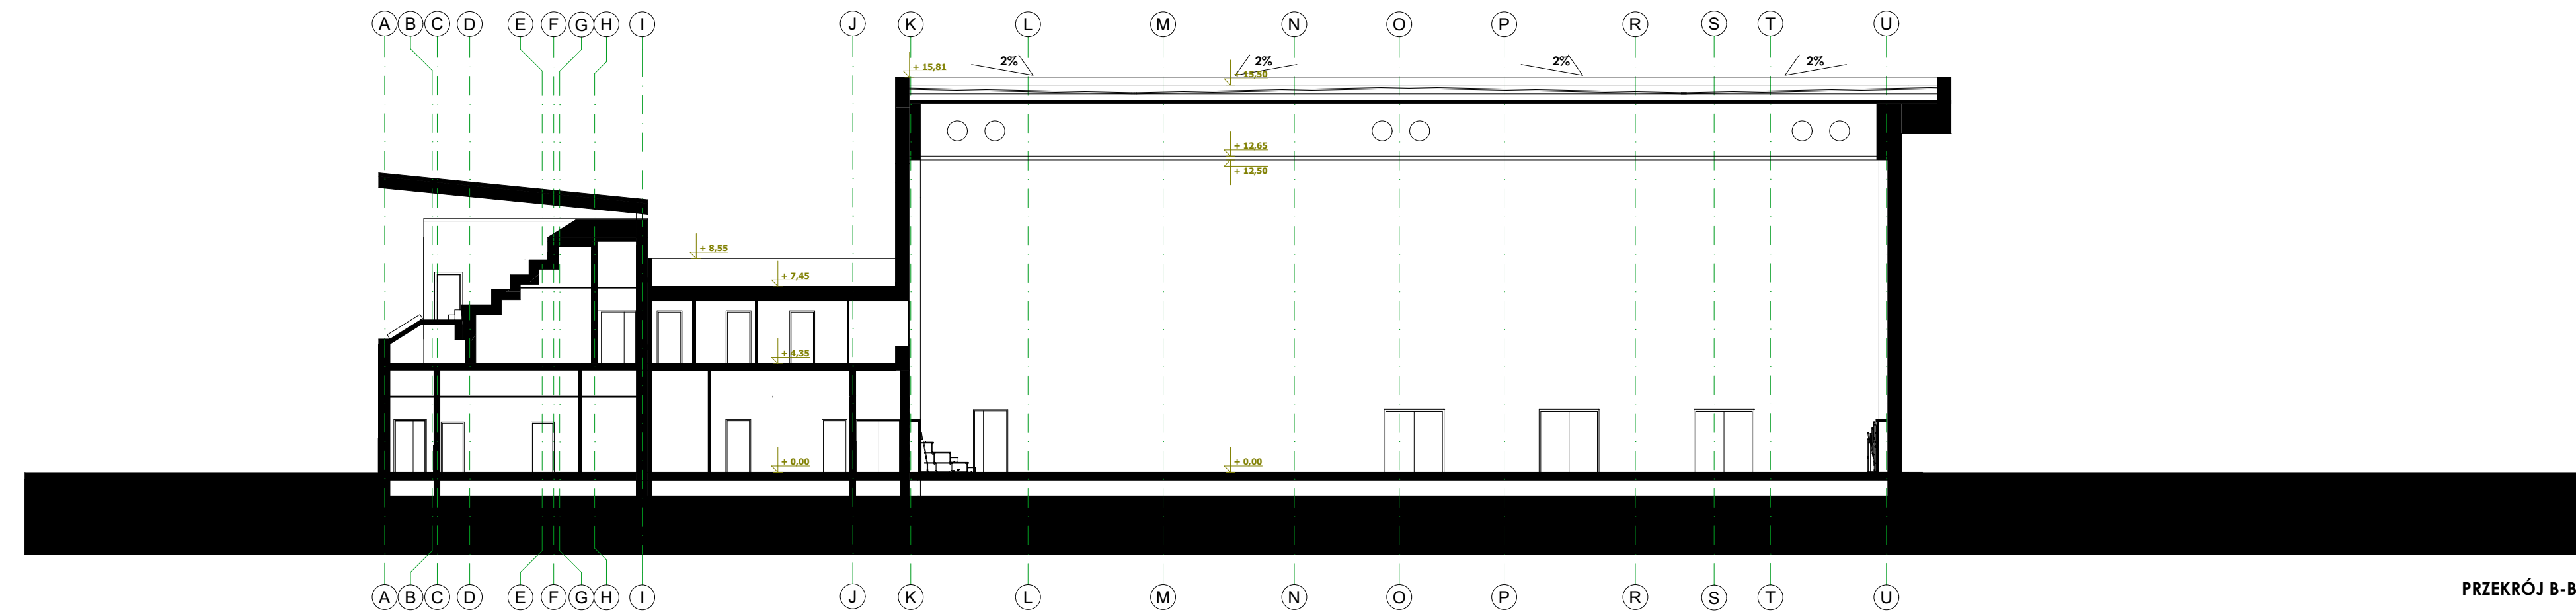 A B C D E F G H I J K L M N O P R S T U
2% 2% 2% 2%
+ 15,81
+ 15,50
+ 12,65
+ 12,50
+ 8,55
+ 7,45
+ 4,35
+ 0,00 + 0,00
A B C D E F G H I J K L M N O P R S T U
PRZEKRÓJ B-B